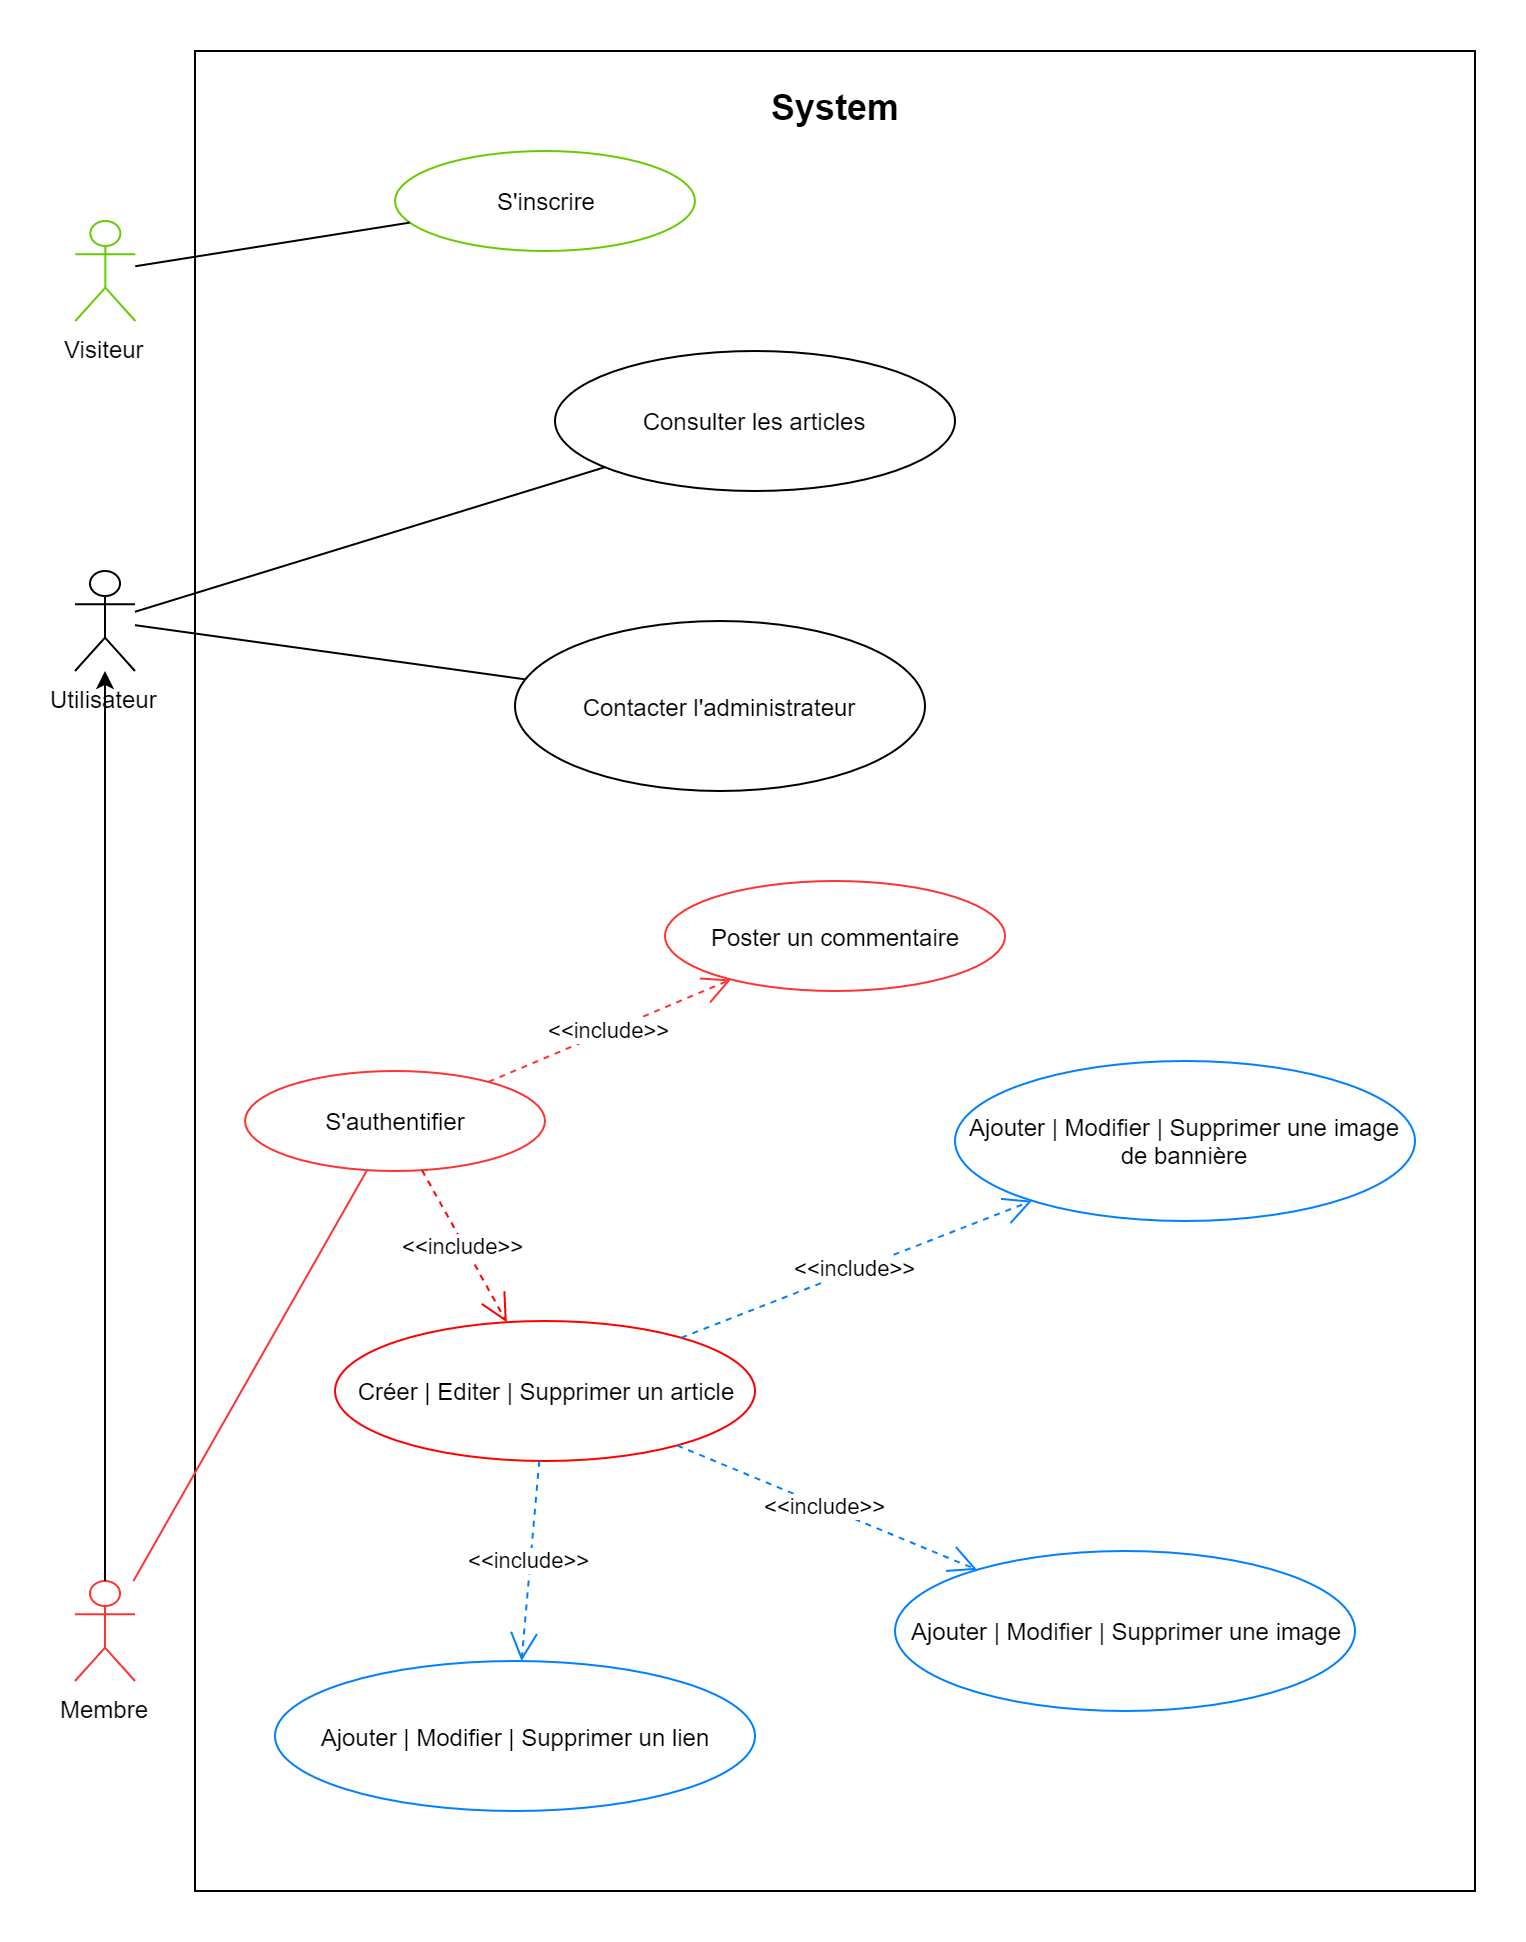 System
S'inscrire
Visiteur
Consulter les articles
Utilisateur
Contacter l'administrateur
Poster un commentaire
<<include>>
S'authentifier
Ajouter | Modifier | Supprimer une image
de bannière
<<include>>
<<include>>
Créer | Editer | Supprimer un article
<<include>>
<<include>>
Ajouter | Modifier | Supprimer une image
Membre
Ajouter | Modifier | Supprimer un lien